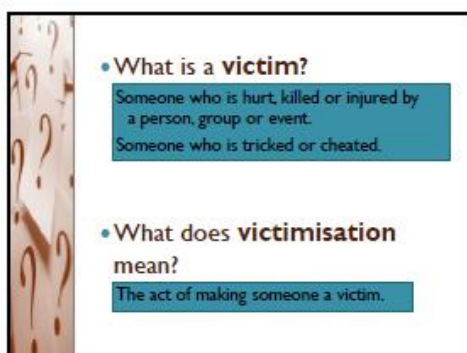 • What is a victim?
Someone who is hurt, killed or injured by
a person, group or event.
Someone who is tricked or cheated.
• What does victimisation
mean?
The act of making someone a victim.